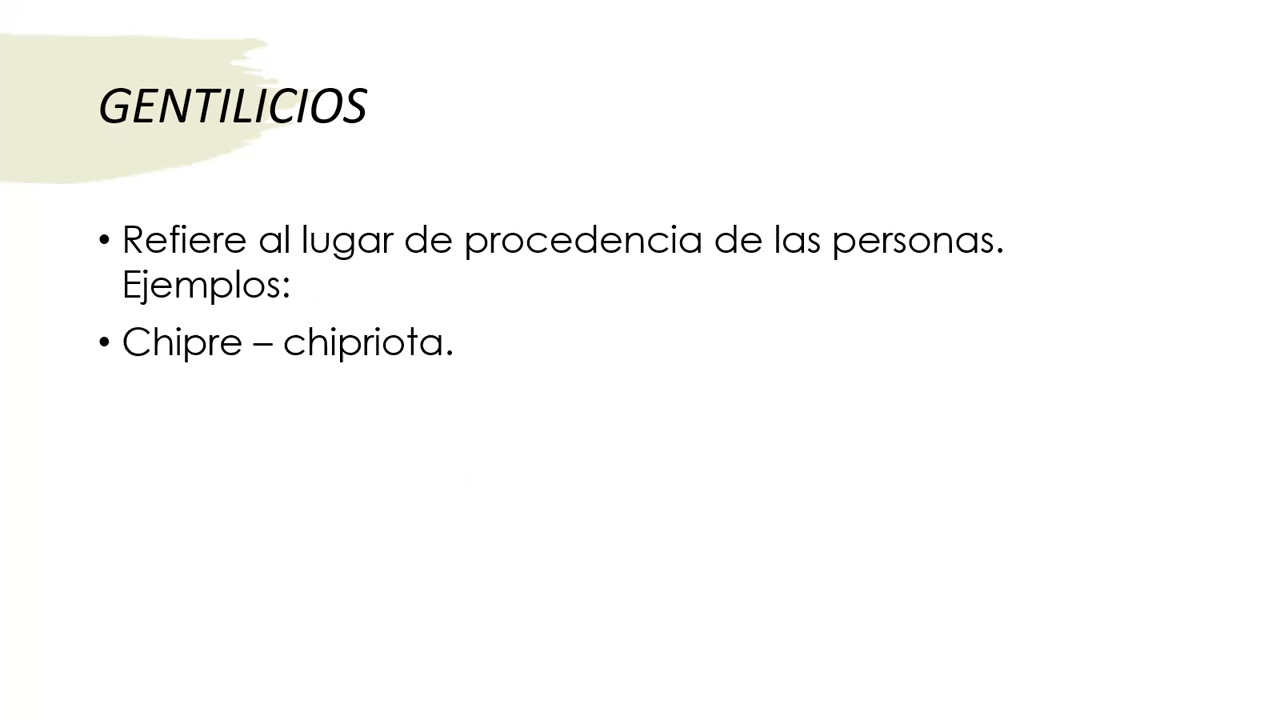 GENTILICIOS
• Refiere al lugar de procedencia de las personas.
Ejemplos:
• Chipre – chipriota.